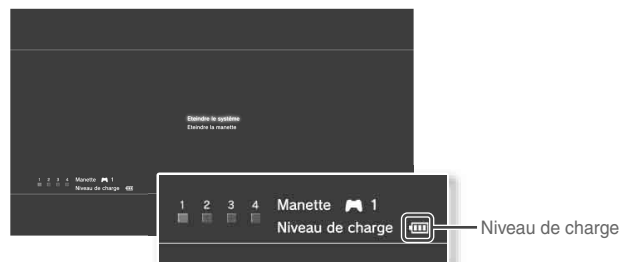 Eteindre le système
Eteindre la manette
1 2 3 4 Manette 1
Niveau de charge
1 2 3 4 Manette 1
Niveau de charge
Niveau de charge